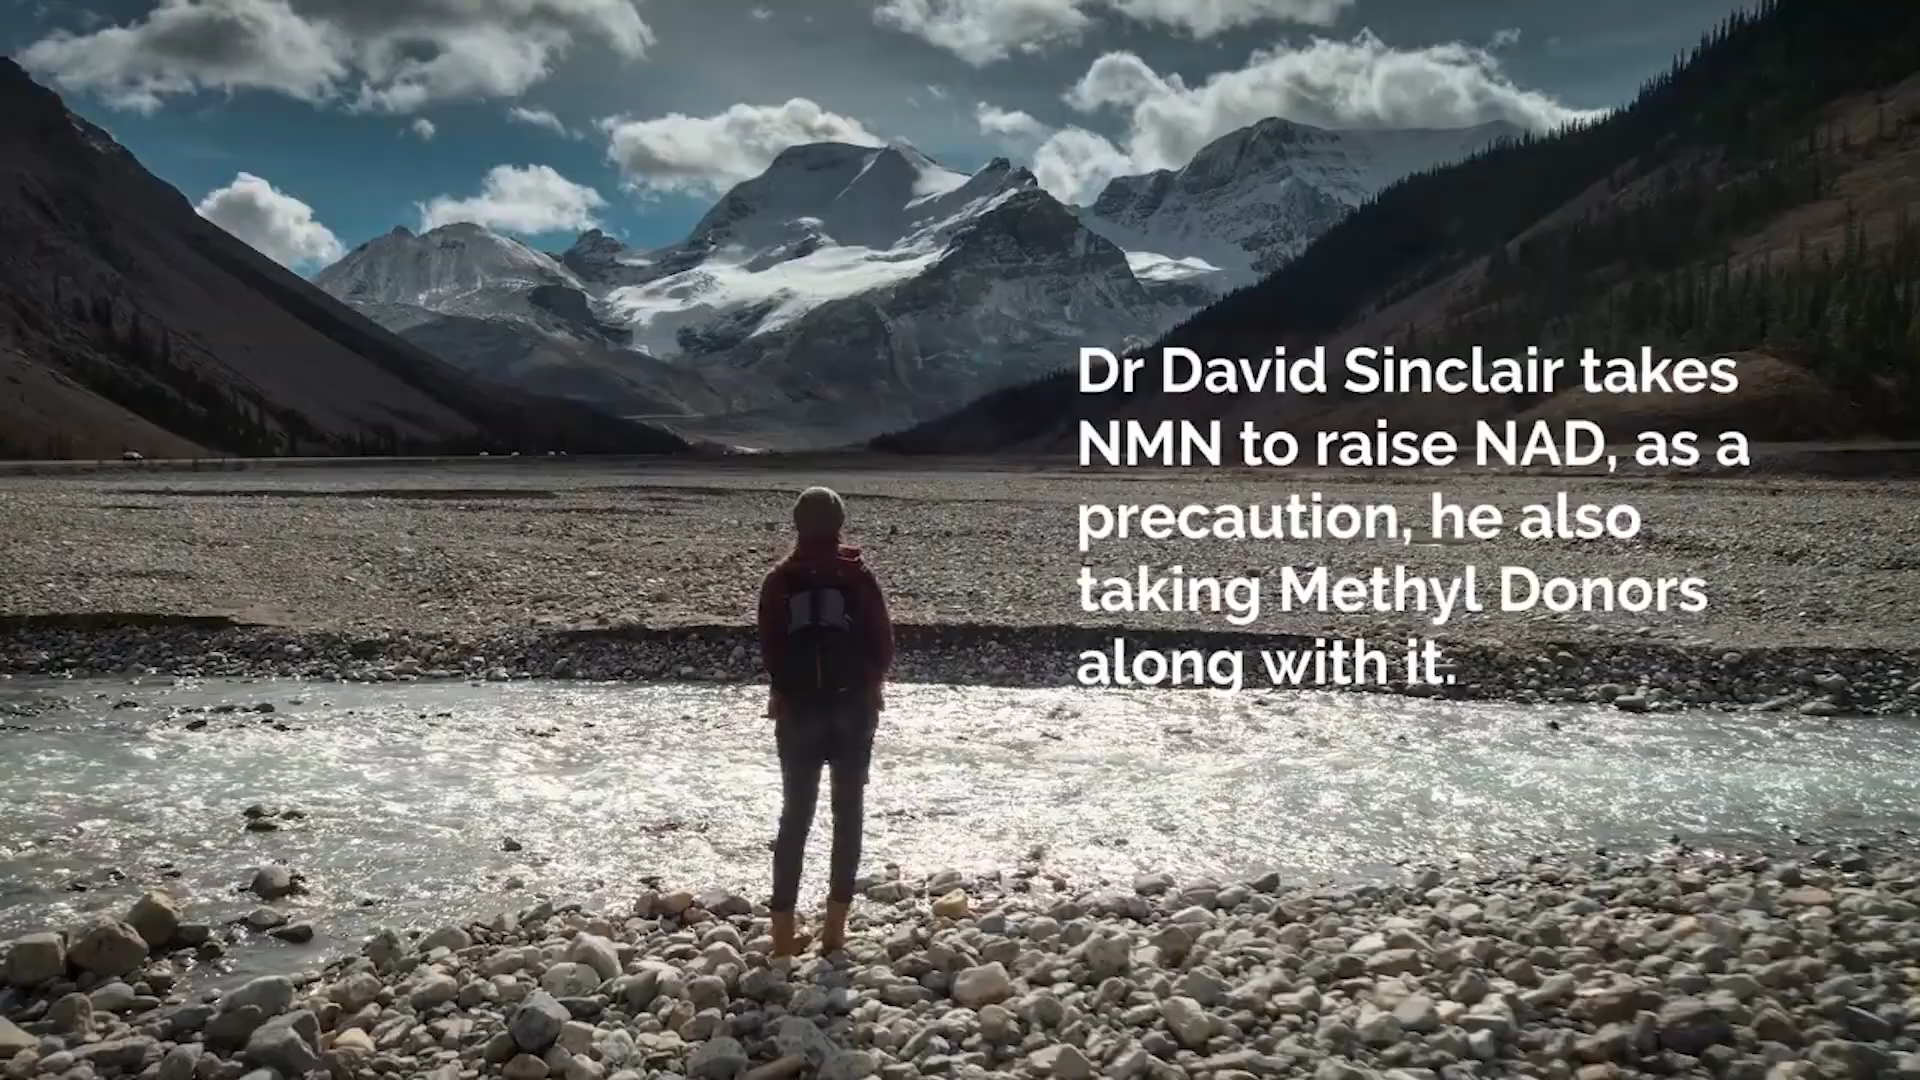 Dr David Sinclair takes
NMN to raise NAD, as a
precaution, he also
taking Methyl Donors
along with it.